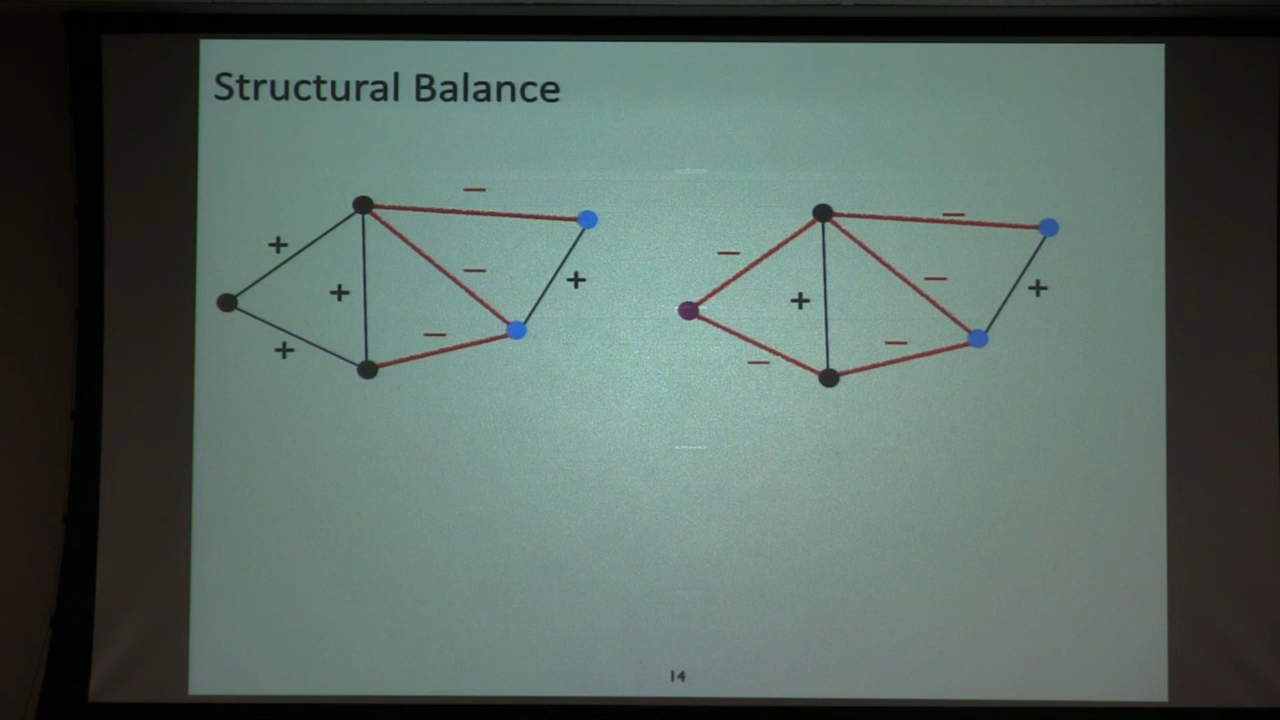 Structural Balance
− −
+ − + −
− +
+ + + −
− −
+ −
14